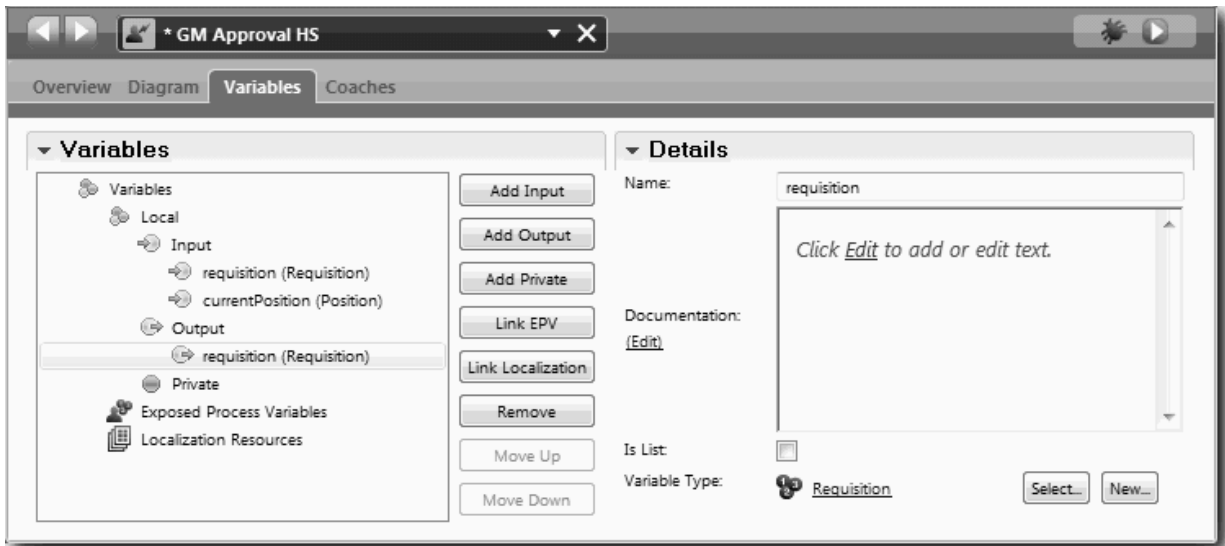 * GM Approval HS
Overview Diagram Variables Coaches
Variables
Variables
Local
Input
requisition (Requisition)
currentPosition (Position)
Output
requisition (Requisition)
Private
Exposed Process Variables
Localization Resources
Add Input
Add Output
Add Private
Link EPV
Link Localization
Remove
Move Up
Move Down
Details
Name: requisition
Documentation:
(Edit)
Click Edit to add or edit text.
Is List:
Variable Type: Requisition Select... New...